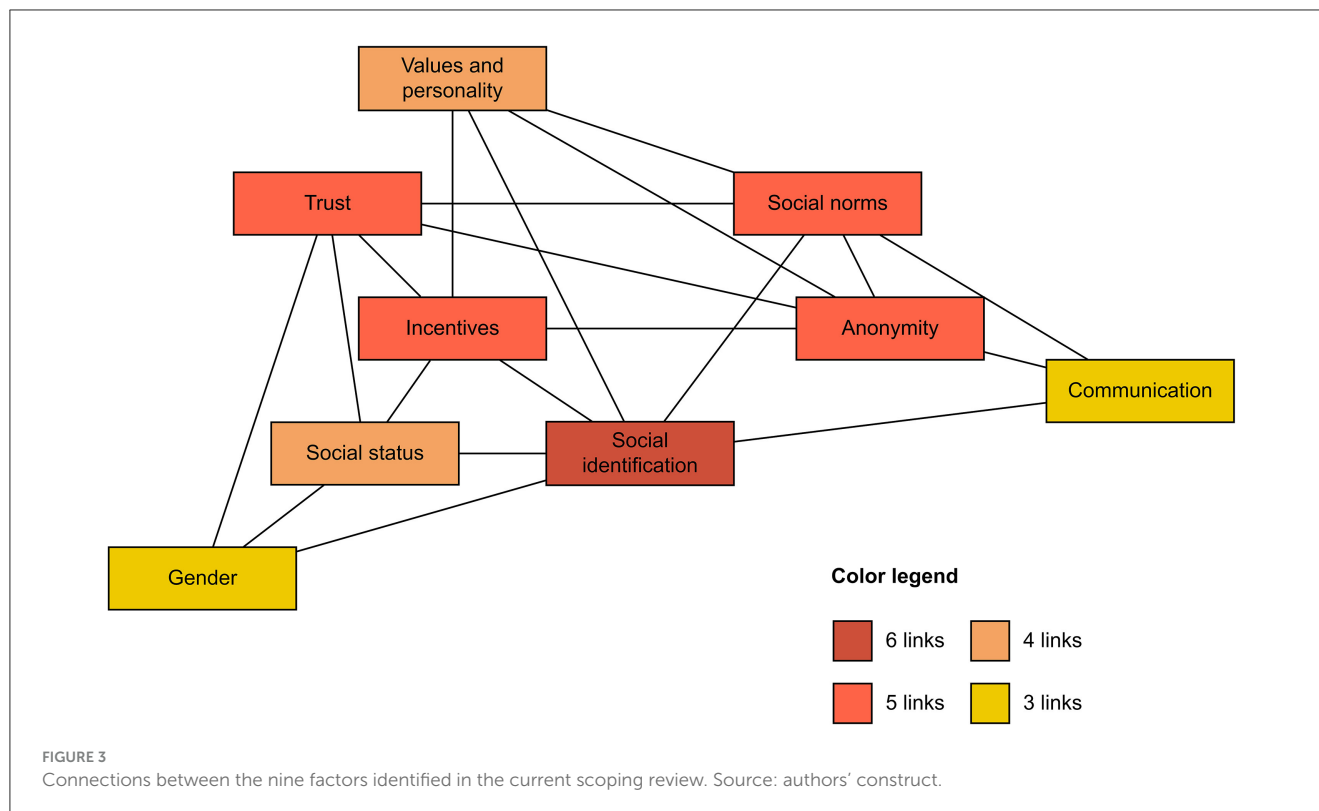 Values and
personality
Trust
Social norms
Incentives
Anonymity
Communication
Social status
Social
identification
Gender
Color legend
6 links
4 links
5 links
3 links
FIGURE 3
Connections between the nine factors identified in the current scoping review. Source: authors' construct.